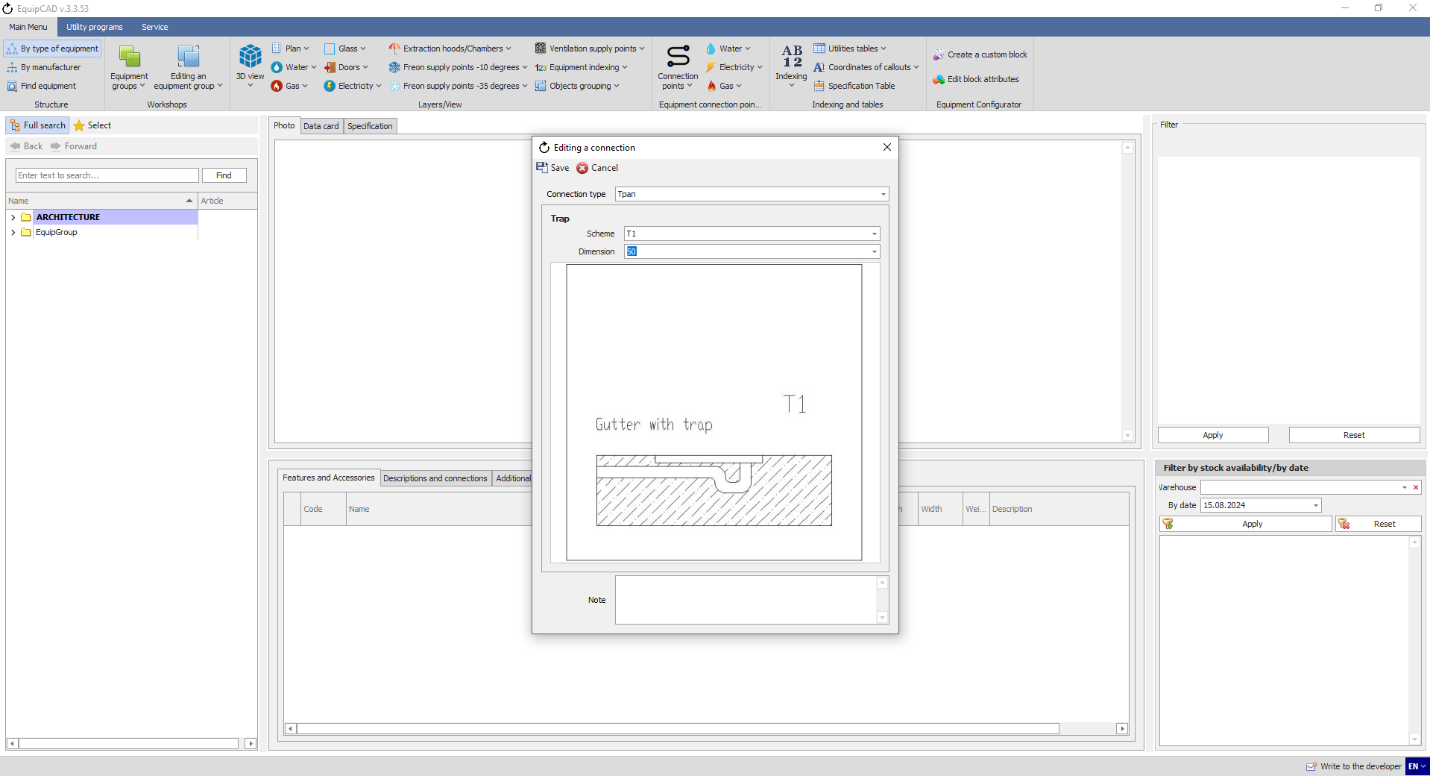 EquipCAD v.3.3.53
Main Menu Utility programs Service
By type of equipment
By manufacturer
Find equipment
Structure
Equipment groups
Editing an equipment group
Workshops
3D view
Plan Glass Extraction hoods/Chambers Ventilation supply points
Water Doors Freon supply points -10 degrees Equipment indexing
Gas Electricity Freon supply points -35 degrees Objects grouping
Layers/View
Connection points
Water
Electricity
Gas
Equipment connection poin...
AB
12
Indexing
Utilities tables
Coordinates of callouts
Specification Table
Indexing and tables
Create a custom block
Edit block attributes
Equipment Configurator
Full search Select
Back Forward
Enter text to search... Find
Name Article
ARCHITECTURE
EquipGroup
Photo Data card Specification
Editing a connection
Save Cancel
Connection type Трап
Trap
Scheme T1
Dimension 50
T1
Gutter with trap
Note
Features and Accessories Descriptions and connections Additional
Code Name Width Wei... Description
Filter
Apply Reset
Filter by stock availability/by date
Warehouse
By date 15.08.2024
Apply Reset
Write to the developer EN